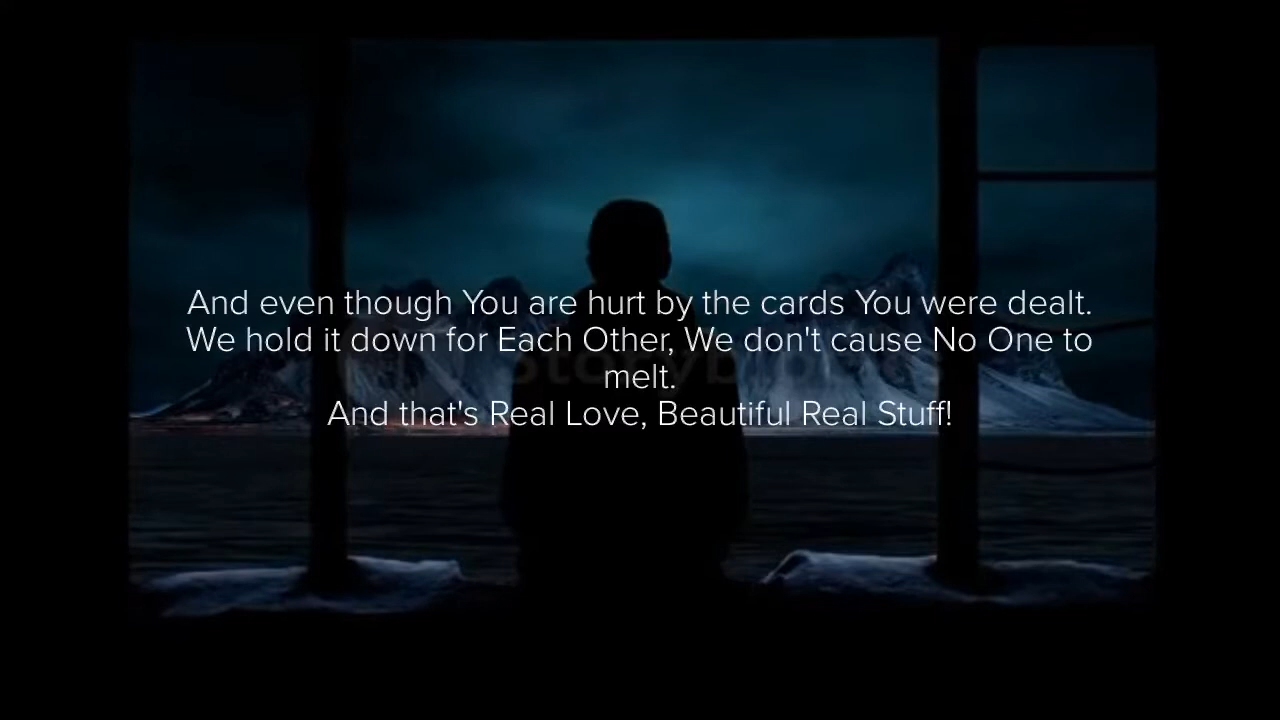 And even though You are hurt by the cards You were dealt.
We hold it down for Each Other, We don't cause No One to
melt.
And that's Real Love, Beautiful Real Stuff!